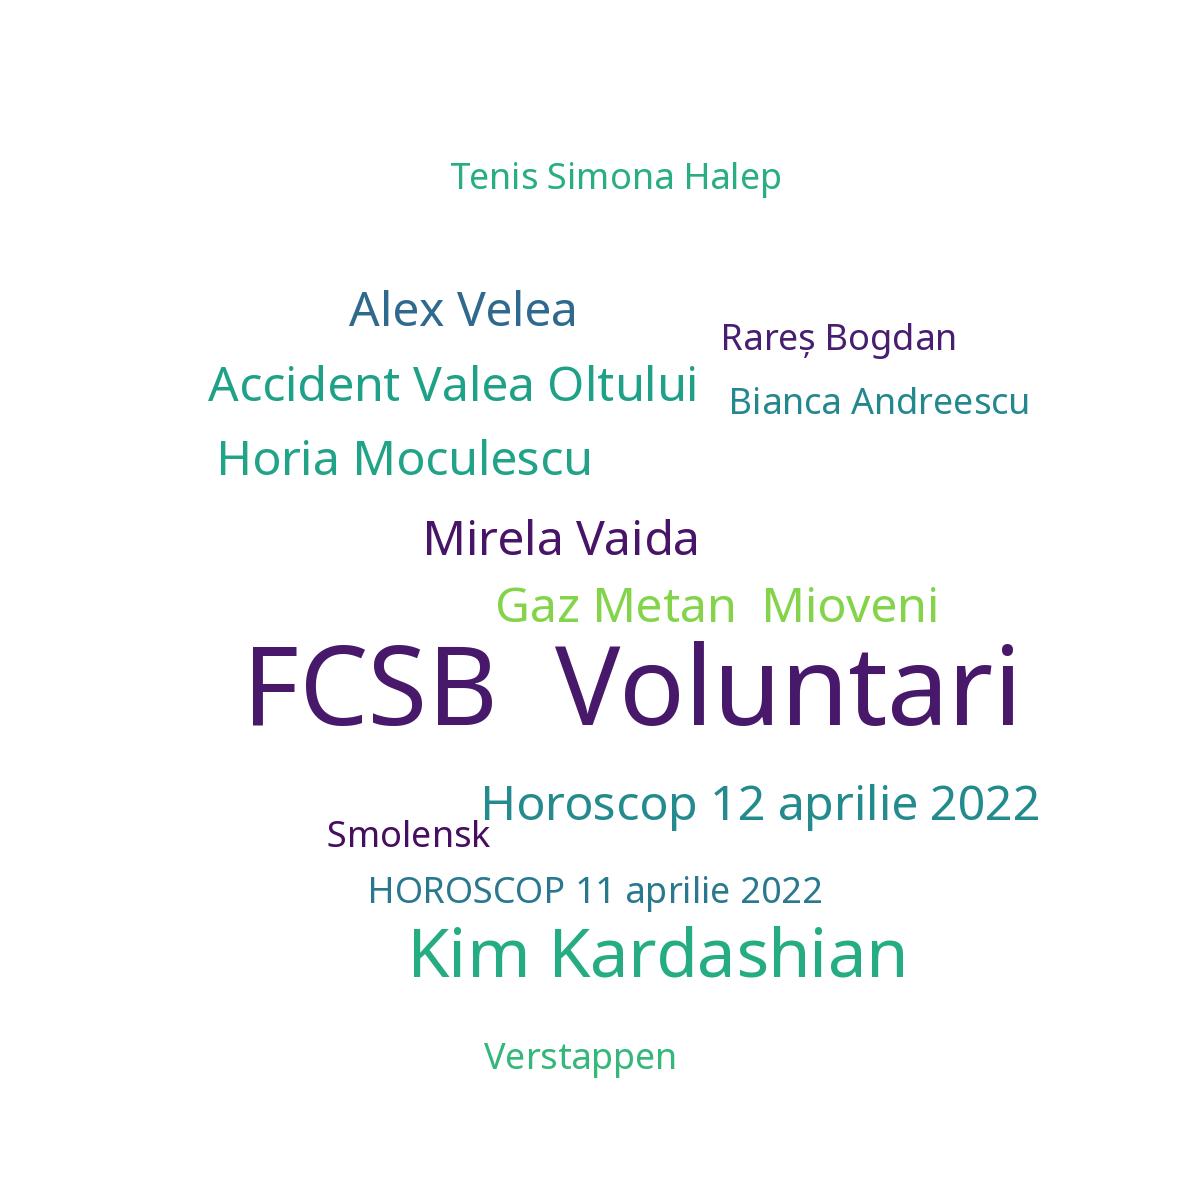 Tenis Simona Halep
Alex Velea
Rareș Bogdan
Accident Valea Oltului
Bianca Andreescu
Horia Moculescu
Mirela Vaida
Gaz Metan  Mioveni
FCSB  Voluntari
Horoscop 12 aprilie 2022
Smolensk
HOROSCOP 11 aprilie 2022
Kim Kardashian
Verstappen